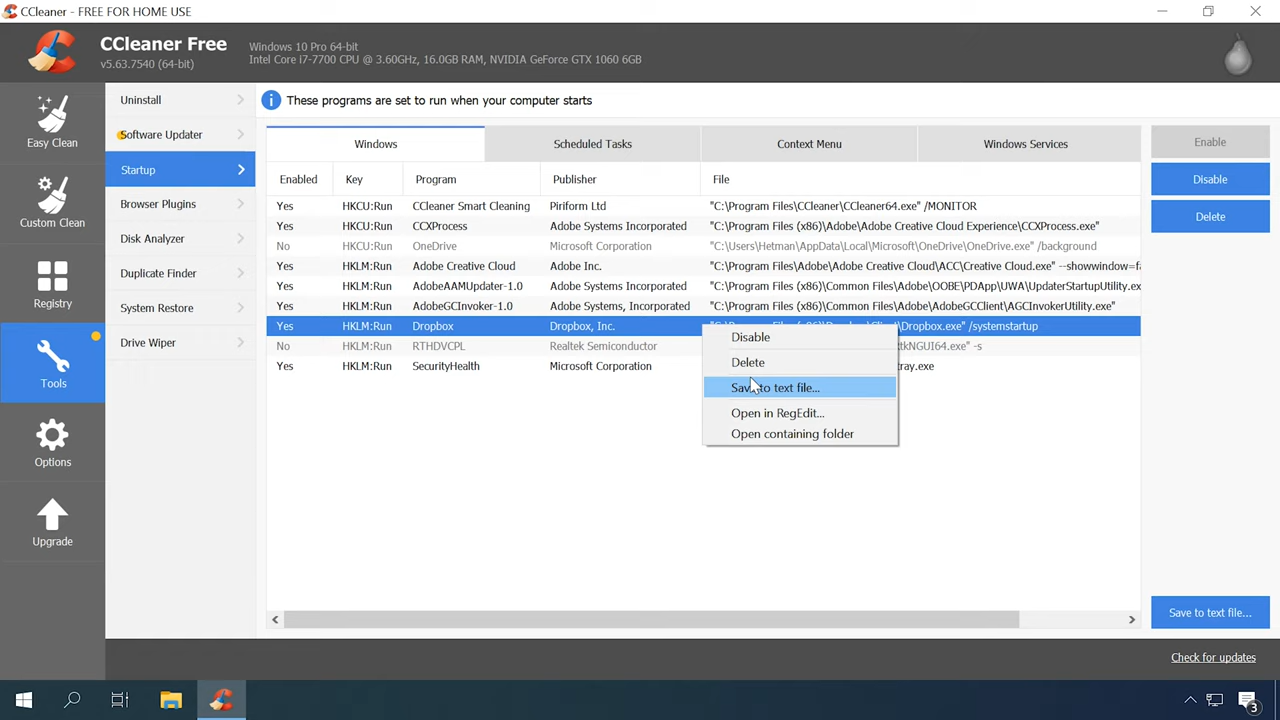 CCleaner - FREE FOR HOME USE
CCleaner Free
v5.63.7540 (64-bit)
Windows 10 Pro 64-bit
Intel Core i7-7700 CPU @ 3.60GHz, 16.0GB RAM, NVIDIA GeForce GTX 1060 6GB
Easy Clean
Custom Clean
Registry
Tools
Options
Upgrade
Uninstall
Software Updater
Startup
Browser Plugins
Disk Analyzer
Duplicate Finder
System Restore
Drive Wiper
These programs are set to run when your computer starts
Windows Scheduled Tasks Context Menu Windows Services
Enabled Key Program Publisher File
Yes HKCU:Run CCleaner Smart Cleaning Piriform Ltd "C:\Program Files\CCleaner\CCleaner64.exe" /MONITOR
Yes HKCU:Run CCXProcess Adobe Systems Incorporated "C:\Program Files (x86)\Adobe\Adobe Creative Cloud Experience\CCXProcess.exe"
No HKCU:Run OneDrive Microsoft Corporation "C:\Users\Hetman\AppData\Local\Microsoft\OneDrive\OneDrive.exe" /background
Yes HKLM:Run Adobe Creative Cloud Adobe Inc. "C:\Program Files (x86)\Adobe\Adobe Creative Cloud\ACC\Creative Cloud.exe" --showwindow=fa
Yes HKLM:Run AdobeAAMUpdater-1.0 Adobe Systems Incorporated "C:\Program Files (x86)\Common Files\Adobe\OOBE\PDApp\UWA\UpdaterStartupUtility.ex
Yes HKLM:Run AdobeGCInvoker-1.0 Adobe Systems, Incorporated "C:\Program Files (x86)\Common Files\Adobe\AdobeGCClient\AGCInvokerUtility.exe"
Yes HKLM:Run Dropbox Dropbox, Inc. Dropbox.exe" /systemstartup
No HKLM:Run RTHDVCPL Realtek Semiconductor tkNGUI64.exe" -s
Yes HKLM:Run SecurityHealth Microsoft Corporation tray.exe
Disable
Delete
Save to text file...
Open in RegEdit...
Open containing folder
Enable
Disable
Delete
Save to text file...
Check for updates
3